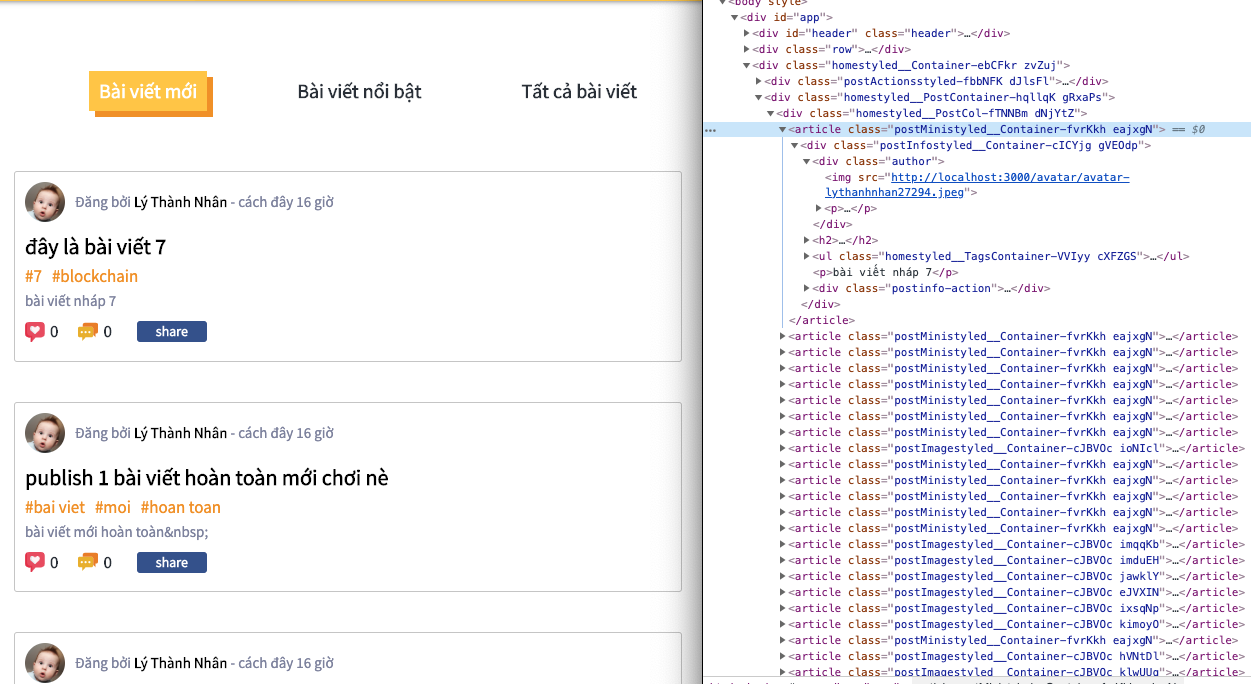 Bài viết mới
Bài viết nổi bật
Tất cả bài viết
Đăng bởi Lý Thành Nhân - cách đây 16 giờ
đây là bài viết 7
#7 #blockchain
bài viết nháp 7
0 0 share
Đăng bởi Lý Thành Nhân - cách đây 16 giờ
publish 1 bài viết hoàn toàn mới chơi nè
#bai viet #moi #hoan toan
bài viết mới hoàn toàn&nbsp;
0 0 share
Đăng bởi Lý Thành Nhân - cách đây 16 giờ
<body style>
<div id="app">
<div id="header" class="header">…</div>
<div class="row">…</div>
<div class="homestyled__Container-ebCFkr zvZuj">
<div class="postActionsstyled-fbbNFK dJlsFl">…</div>
<div class="homestyled__PostContainer-hqllqK gRxaPs">
<div class="homestyled__PostCol-fTNNBm dNjYtZ">
… <article class="postMinistyled__Container-fvrKkh eajxgN"> == $0
<div class="postInfostyled__Container-cICYjg gVEOdp">
<div class="author">
<img src="http://localhost:3000/avatar/avatar-
lythanhnhan27294.jpeg">
<p>…</p>
</div>
<h2>…</h2>
<ul class="homestyled__TagsContainer-VVIyy cXFZGS">…</ul>
<p>bài viết nháp 7</p>
<div class="postinfo-action">…</div>
</div>
</article>
<article class="postMinistyled__Container-fvrKkh eajxgN">…</article>
<article class="postMinistyled__Container-fvrKkh eajxgN">…</article>
<article class="postMinistyled__Container-fvrKkh eajxgN">…</article>
<article class="postMinistyled__Container-fvrKkh eajxgN">…</article>
<article class="postMinistyled__Container-fvrKkh eajxgN">…</article>
<article class="postMinistyled__Container-fvrKkh eajxgN">…</article>
<article class="postMinistyled__Container-fvrKkh eajxgN">…</article>
<article class="postImagestyled__Container-cJBVOc ioNIcl">…</article>
<article class="postMinistyled__Container-fvrKkh eajxgN">…</article>
<article class="postMinistyled__Container-fvrKkh eajxgN">…</article>
<article class="postMinistyled__Container-fvrKkh eajxgN">…</article>
<article class="postMinistyled__Container-fvrKkh eajxgN">…</article>
<article class="postMinistyled__Container-fvrKkh eajxgN">…</article>
<article class="postImagestyled__Container-cJBVOc imqqKb">…</article>
<article class="postImagestyled__Container-cJBVOc imduEH">…</article>
<article class="postImagestyled__Container-cJBVOc jawklY">…</article>
<article class="postImagestyled__Container-cJBVOc eJVXIN">…</article>
<article class="postImagestyled__Container-cJBVOc ixsqNp">…</article>
<article class="postImagestyled__Container-cJBVOc kimoyO">…</article>
<article class="postMinistyled__Container-fvrKkh eajxgN">…</article>
<article class="postImagestyled__Container-cJBVOc hVNtDl">…</article>
<article class="postImagestyled__Container-cJBVOc klwUUg">…</article>